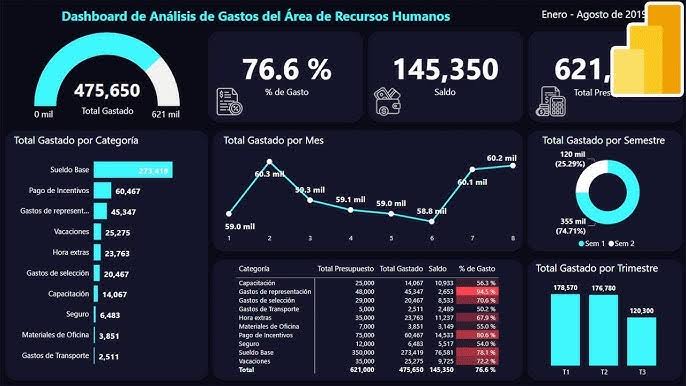 Dashboard de Análisis de Gastos del Área de Recursos Humanos
Enero - Agosto de 2019
475,650
Total Gastado
0 mil
621 mil
76.6 %
% de Gasto
145,350
Saldo
621,
Total Pres
Total Gastado por Categoría
Sueldo Base 273,419
Pago de Incentivos 60,467
Gastos de represent... 45,347
Vacaciones 25,275
Hora extras 23,763
Gastos de selección 20,467
Capacitación 14,067
Seguro 6,483
Materiales de Oficina 3,851
Gastos de Transporte 2,511
Total Gastado por Mes
59.0 mil
60.3 mil
59.3 mil
59.1 mil
59.0 mil
58.8 mil
60.1 mil
60.2 mil
1 2 3 4 5 6 7 8
Total Gastado por Semestre
120 mil
(25.29%)
355 mil
(74.71%)
Sem 1 Sem 2
Categoría Total Presupuesto Total Gastado Saldo % de Gasto
Capacitación 25,000 14,067 10,933 56.3 %
Gastos de representación 48,000 45,347 2,653 94.5 %
Gastos de selección 29,000 20,467 8,533 70.6 %
Gastos de Transporte 5,000 2,511 2,489 50.2 %
Hora extras 35,000 23,763 11,237 67.9 %
Materiales de Oficina 7,000 3,851 3,149 55.0 %
Pago de Incentivos 75,000 60,467 14,533 80.6 %
Seguro 12,000 6,483 5,517 54.0 %
Sueldo Base 350,000 273,419 76,581 78.1 %
Vacaciones 35,000 25,275 9,725 72.2 %
Total 621,000 475,650 145,350 76.6 %
Total Gastado por Trimestre
178,570
176,780
120,300
T1 T2 T3